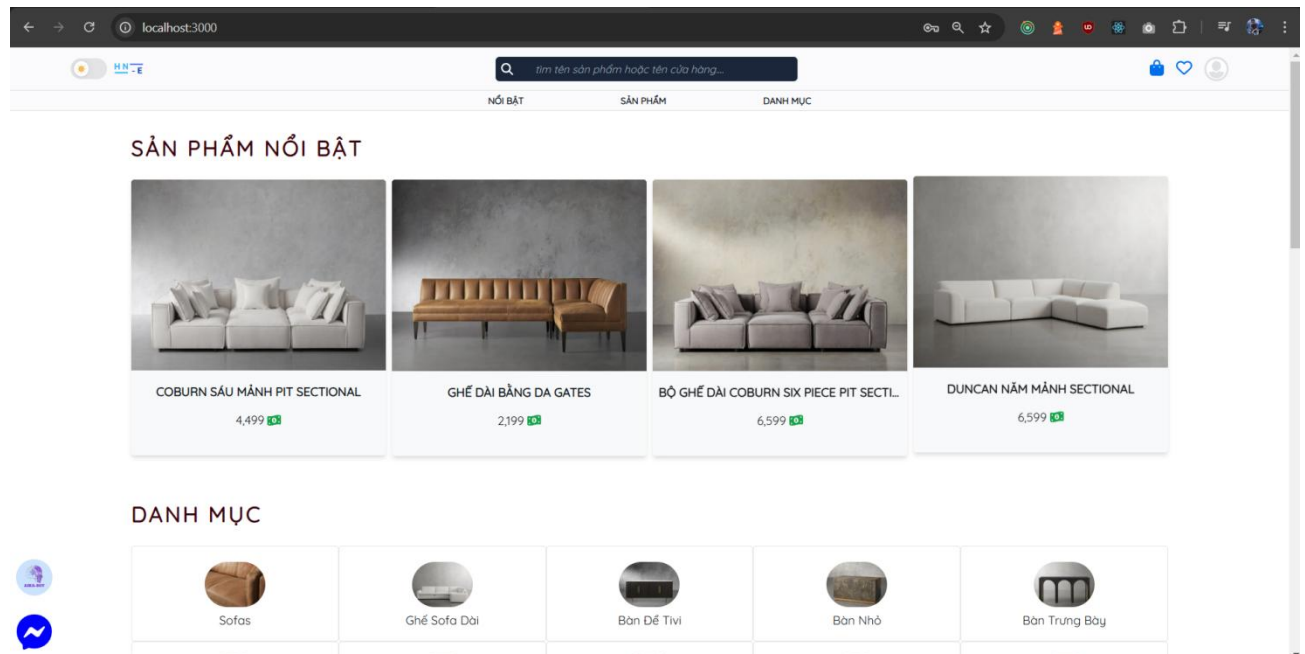 localhost:3000
HN-E
tìm tên sản phẩm hoặc tên cửa hàng...
NỔI BẬT SẢN PHẨM DANH MỤC
SẢN PHẨM NỔI BẬT
COBURN SÁU MẢNH PIT SECTIONAL
4,499
GHẾ DÀI BẰNG DA GATES
2,199
BỘ GHẾ DÀI COBURN SIX PIECE PIT SECTI...
6,599
DUNCAN NĂM MẢNH SECTIONAL
6,599
DANH MỤC
Sofas
Ghế Sofa Dài
Bàn Để Tivi
Bàn Nhỏ
Bàn Trưng Bày